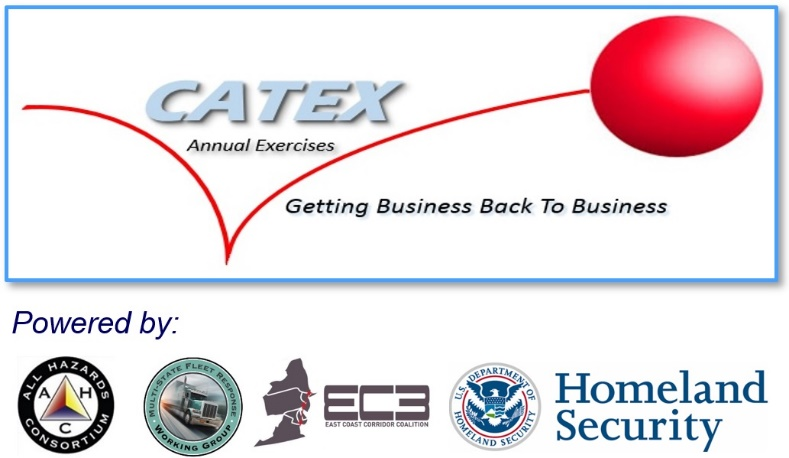 CATEX
Annual Exercises
Getting Business Back To Business
Powered by:
ALL HAZARDS CONSORTIUM
A H C
MULTI-STATE FLEET RESPONSE
WORKING GROUP
EC3
EAST COAST CORRIDOR COALITION
U.S. DEPARTMENT OF HOMELAND SECURITY
Homeland
Security